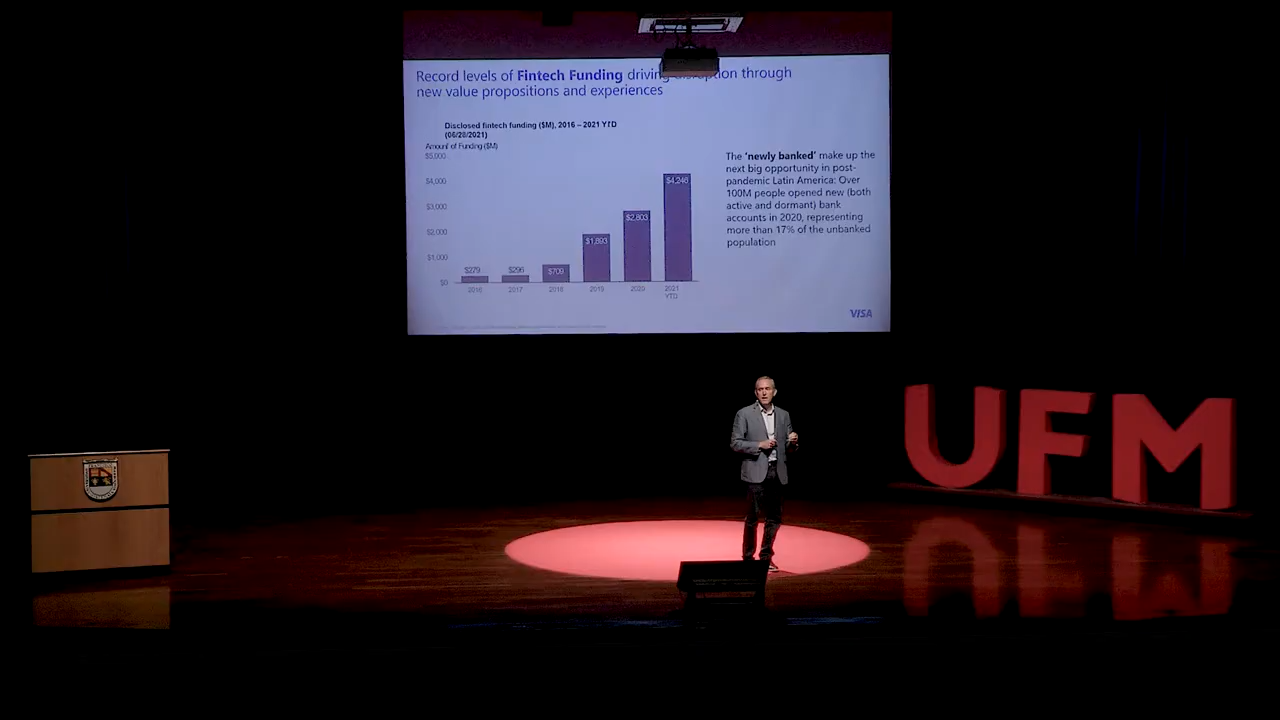 Record levels of Fintech Funding driving disruption through
new value propositions and experiences
Disclosed fintech funding ($M), 2016 – 2021 YTD
(06/28/2021)
Amount of Funding ($M)
$5,000
$4,000
$3,000
$2,000
$1,000
$0
$279
$296
$709
$1,893
$2,803
$4,246
2016
2017
2018
2019
2020
2021
YTD
The 'newly banked' make up the
next big opportunity in post-
pandemic Latin America: Over
100M people opened new (both
active and dormant) bank
accounts in 2020, representing
more than 17% of the unbanked
population
VISA
UFM